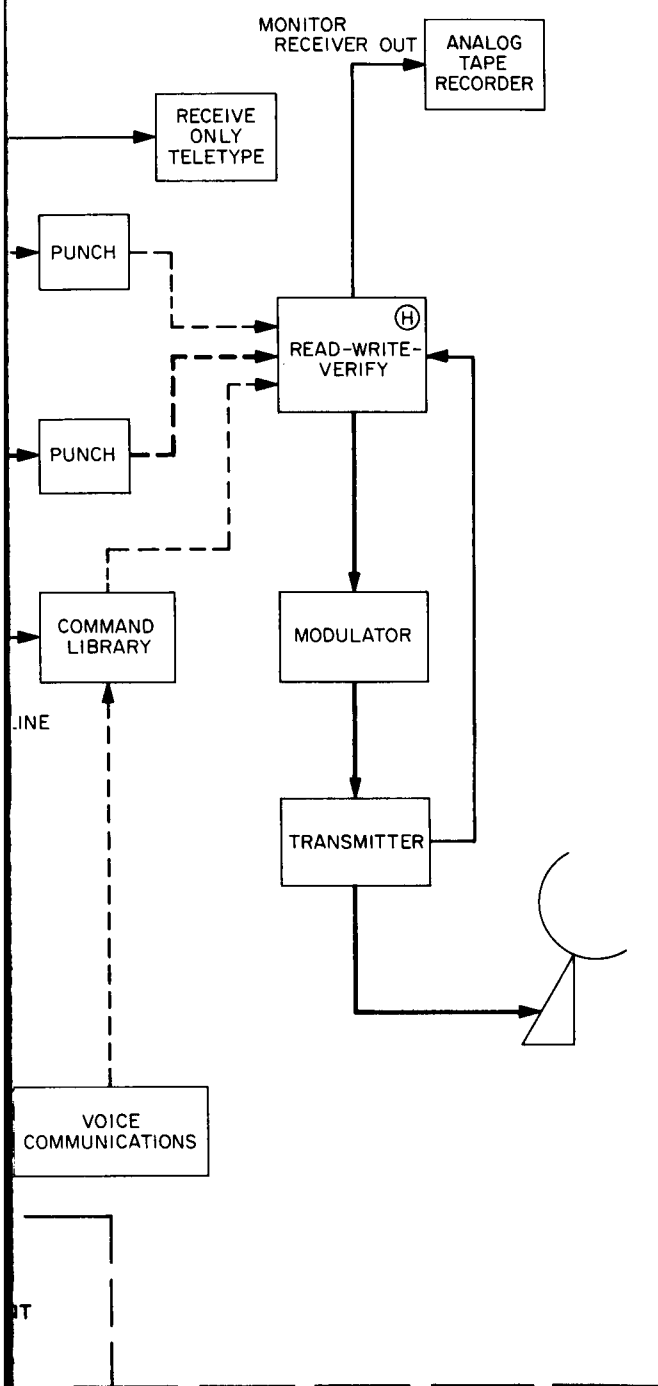 MONITOR
RECEIVER OUT
ANALOG
TAPE
RECORDER
RECEIVE
ONLY
TELETYPE
PUNCH
H
READ-WRITE-
VERIFY
PUNCH
COMMAND
LIBRARY
MODULATOR
LINE
TRANSMITTER
VOICE
COMMUNICATIONS